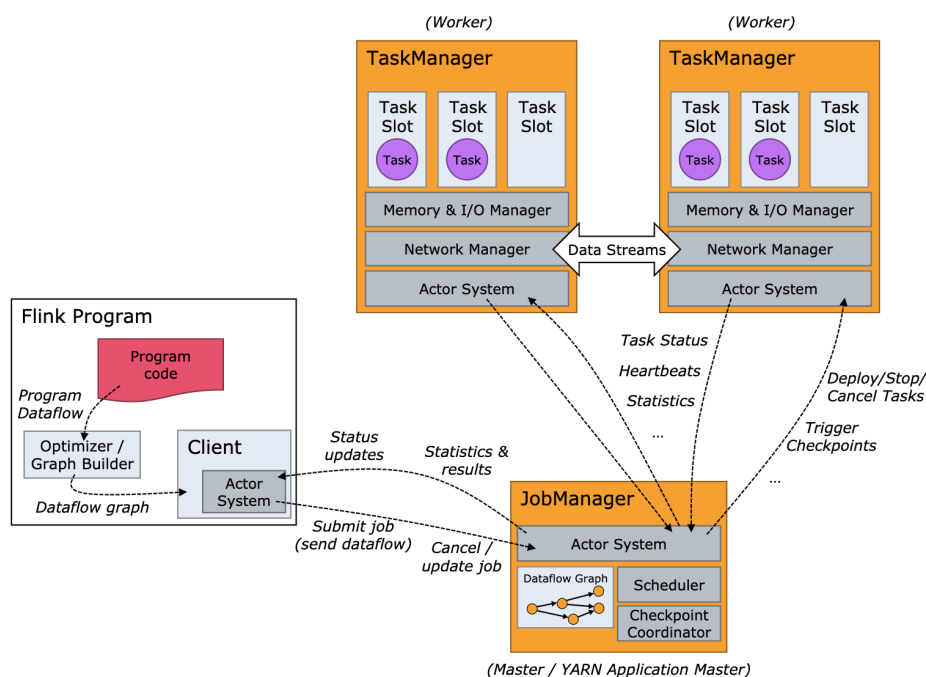 (Worker)
(Worker)
TaskManager
Task
Slot
Task
Slot
Task
Slot
Task
Task
Memory & I/O Manager
Network Manager
Actor System
TaskManager
Task
Slot
Task
Slot
Task
Slot
Task
Task
Memory & I/O Manager
Network Manager
Actor System
Data Streams
Flink Program
Program
code
Program
Dataflow
Optimizer /
Graph Builder
Dataflow graph
Client
Actor
System
Status
updates
Statistics &
results
Submit job
(send dataflow)
Cancel /
update job
Task Status
Heartbeats
Statistics
...
Deploy/Stop/
Cancel Tasks
Trigger
Checkpoints
...
JobManager
Actor System
Dataflow Graph
Scheduler
Checkpoint
Coordinator
(Master / YARN Application Master)